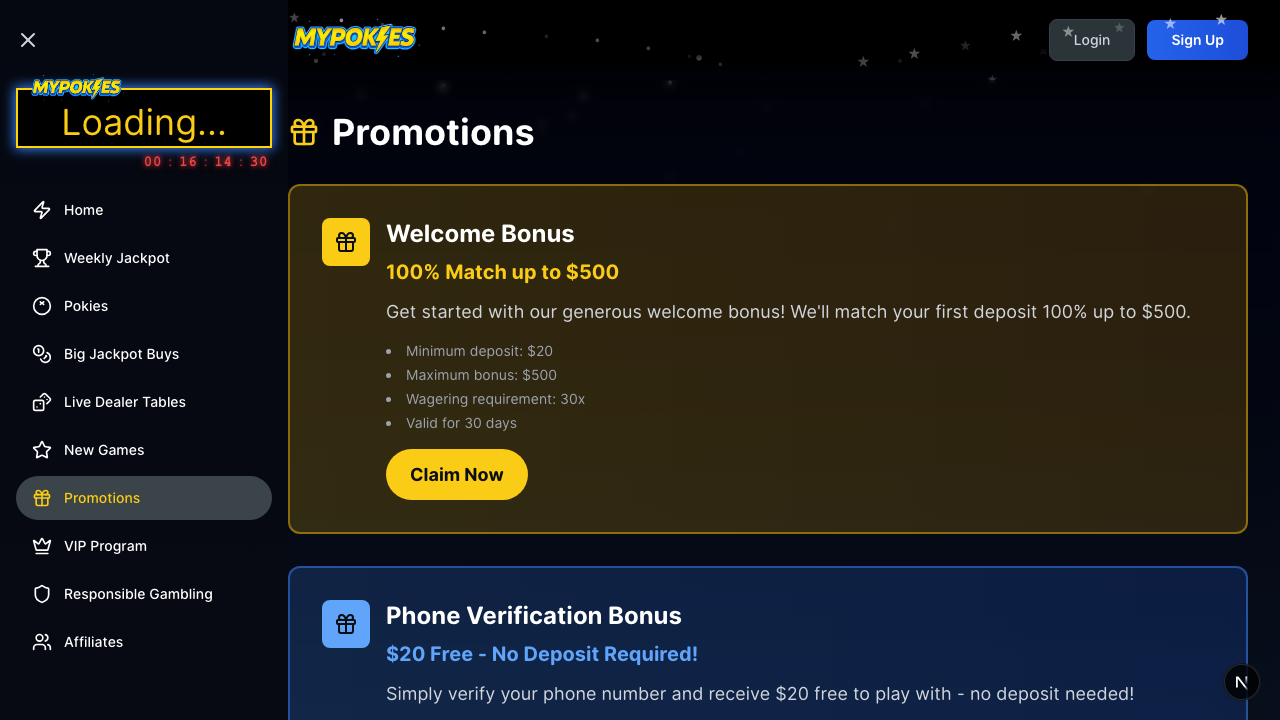 MYPOKIES
Loading...
00 : 16 : 14 : 30
Home
Weekly Jackpot
Pokies
Big Jackpot Buys
Live Dealer Tables
New Games
Promotions
VIP Program
Responsible Gambling
Affiliates
MYPOKIES
Login
Sign Up
Promotions
Welcome Bonus
100% Match up to $500
Get started with our generous welcome bonus! We'll match your first deposit 100% up to $500.
• Minimum deposit: $20
• Maximum bonus: $500
• Wagering requirement: 30x
• Valid for 30 days
Claim Now
Phone Verification Bonus
$20 Free - No Deposit Required!
Simply verify your phone number and receive $20 free to play with - no deposit needed!
N